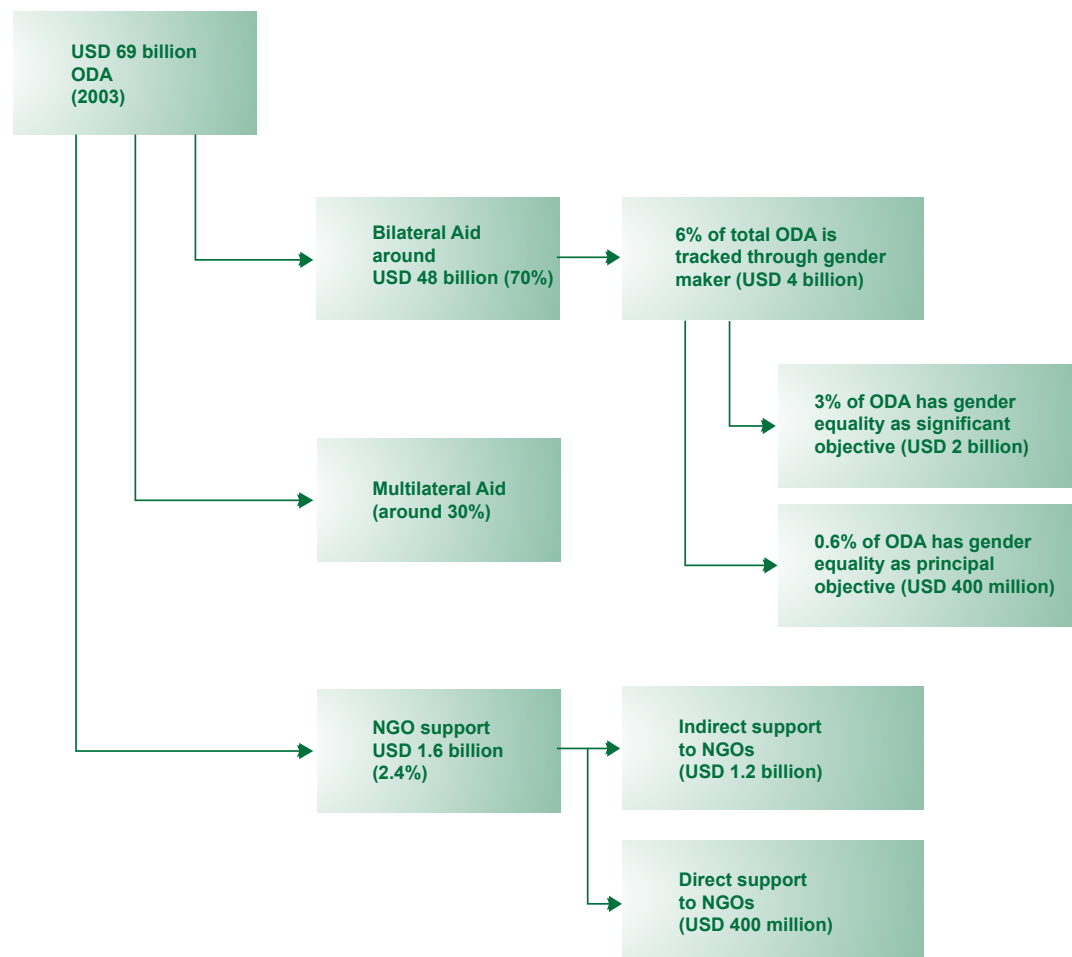 USD 69 billion
ODA
(2003)
Bilateral Aid
around
USD 48 billion (70%)
6% of total ODA is
tracked through gender
maker (USD 4 billion)
3% of ODA has gender
equality as significant
objective (USD 2 billion)
Multilateral Aid
(around 30%)
0.6% of ODA has gender
equality as principal
objective (USD 400 million)
NGO support
USD 1.6 billion
(2.4%)
Indirect support
to NGOs
(USD 1.2 billion)
Direct support
to NGOs
(USD 400 million)